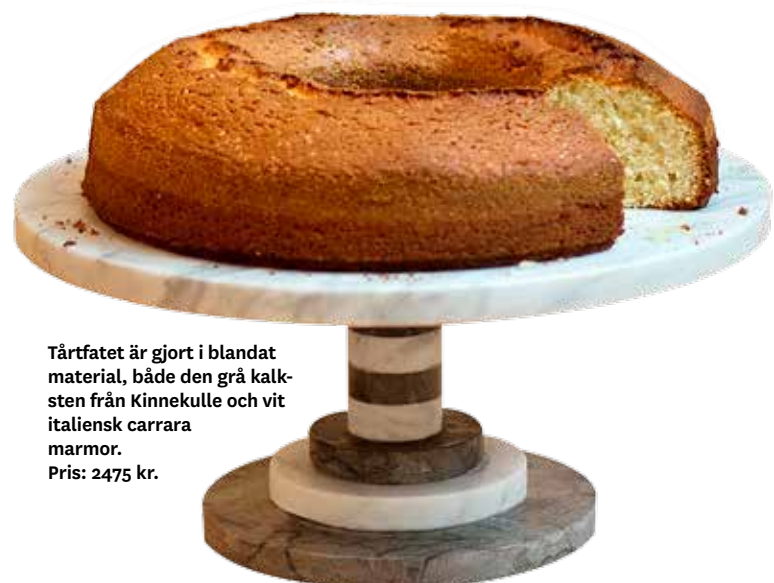 Tårtfatet är gjort i blandat
material, både den grå kalk-
sten från Kinnekulle och vit
italiensk carrara
marmor.
Pris: 2475 kr.